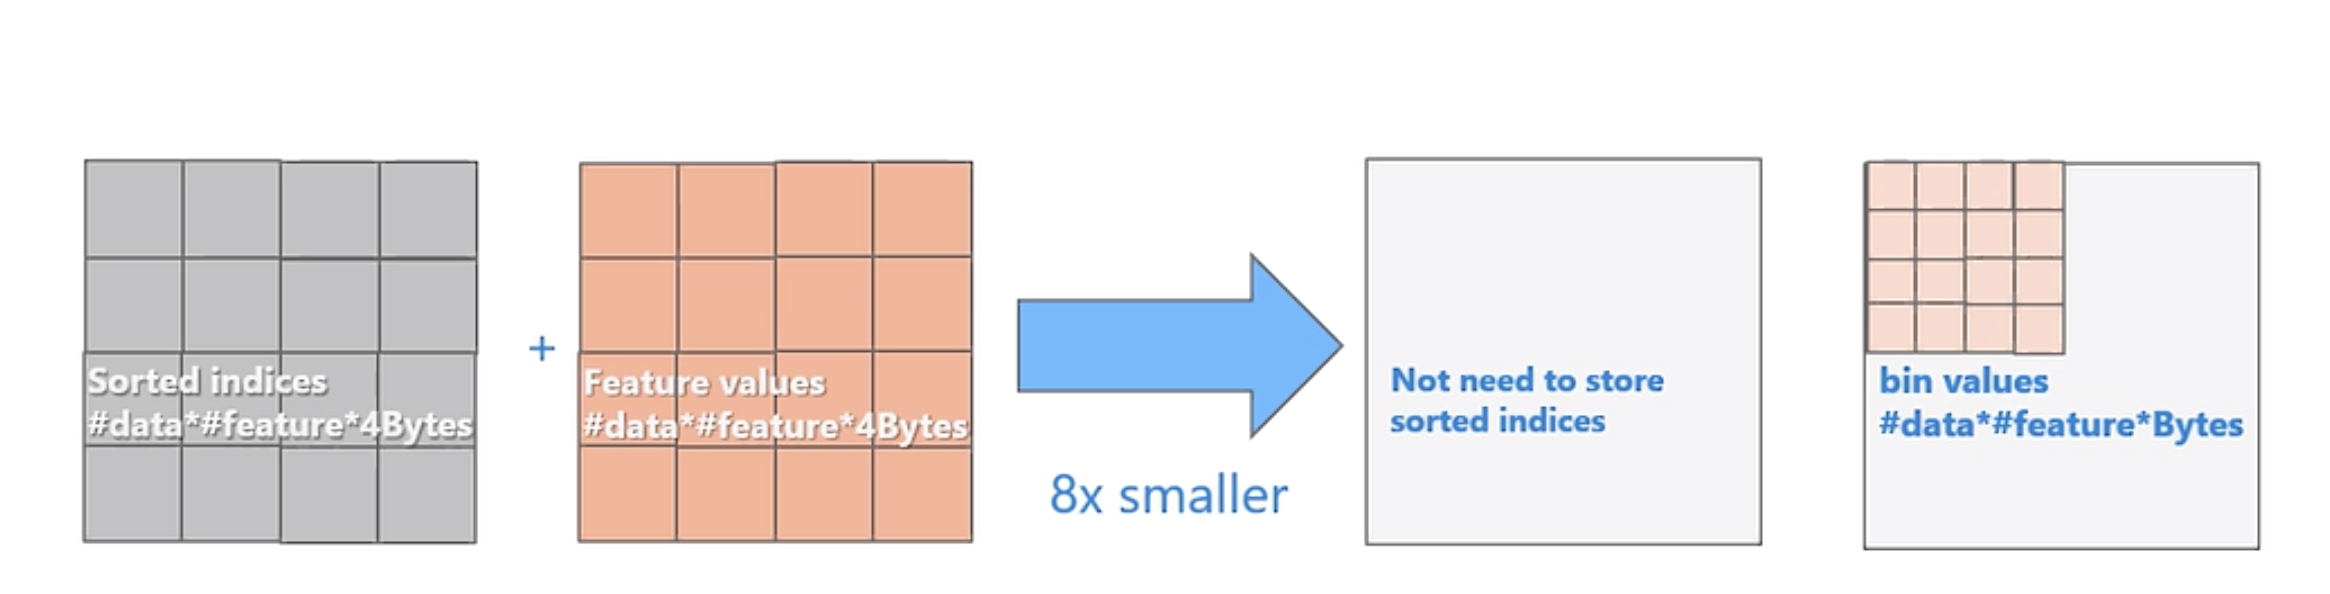 Sorted indices
#data*#feature*4Bytes
+
Feature values
#data*#feature*4Bytes
8x smaller
Not need to store
sorted indices
bin values
#data*#feature*Bytes